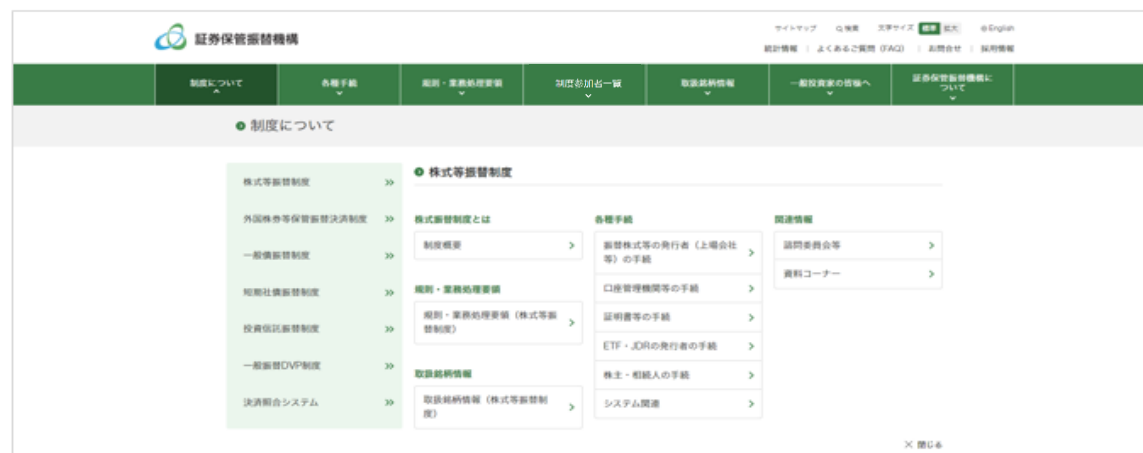 証券保管振替機構
サイトマップ 検索 文字サイズ 標準 拡大 English
統計情報 | よくあるご質問(FAQ) | お問合せ | 採用情報
制度について 各種手続 規則・業務処理要領 制度参加者一覧 取扱銘柄情報 一般投資家の皆様へ 証券保管振替機構に
ついて
制度について
株式等振替制度
外国株券等保管振替決済制度
一般債振替制度
短期社債振替制度
投資信託振替制度
一般振替DVP制度
決済照合システム
株式等振替制度
株式振替制度とは
制度概要
規則・業務処理要領
規則・業務処理要領(株式等振
替制度)
取扱銘柄情報
取扱銘柄情報(株式等振替制
度)
各種手続
振替株式等の発行者(上場会社
等)の手続
口座管理機関等の手続
証明書等の手続
ETF・JDRの発行者の手続
株主・相続人の手続
システム関連
関連情報
諮問委員会等
資料コーナー
× 閉じる